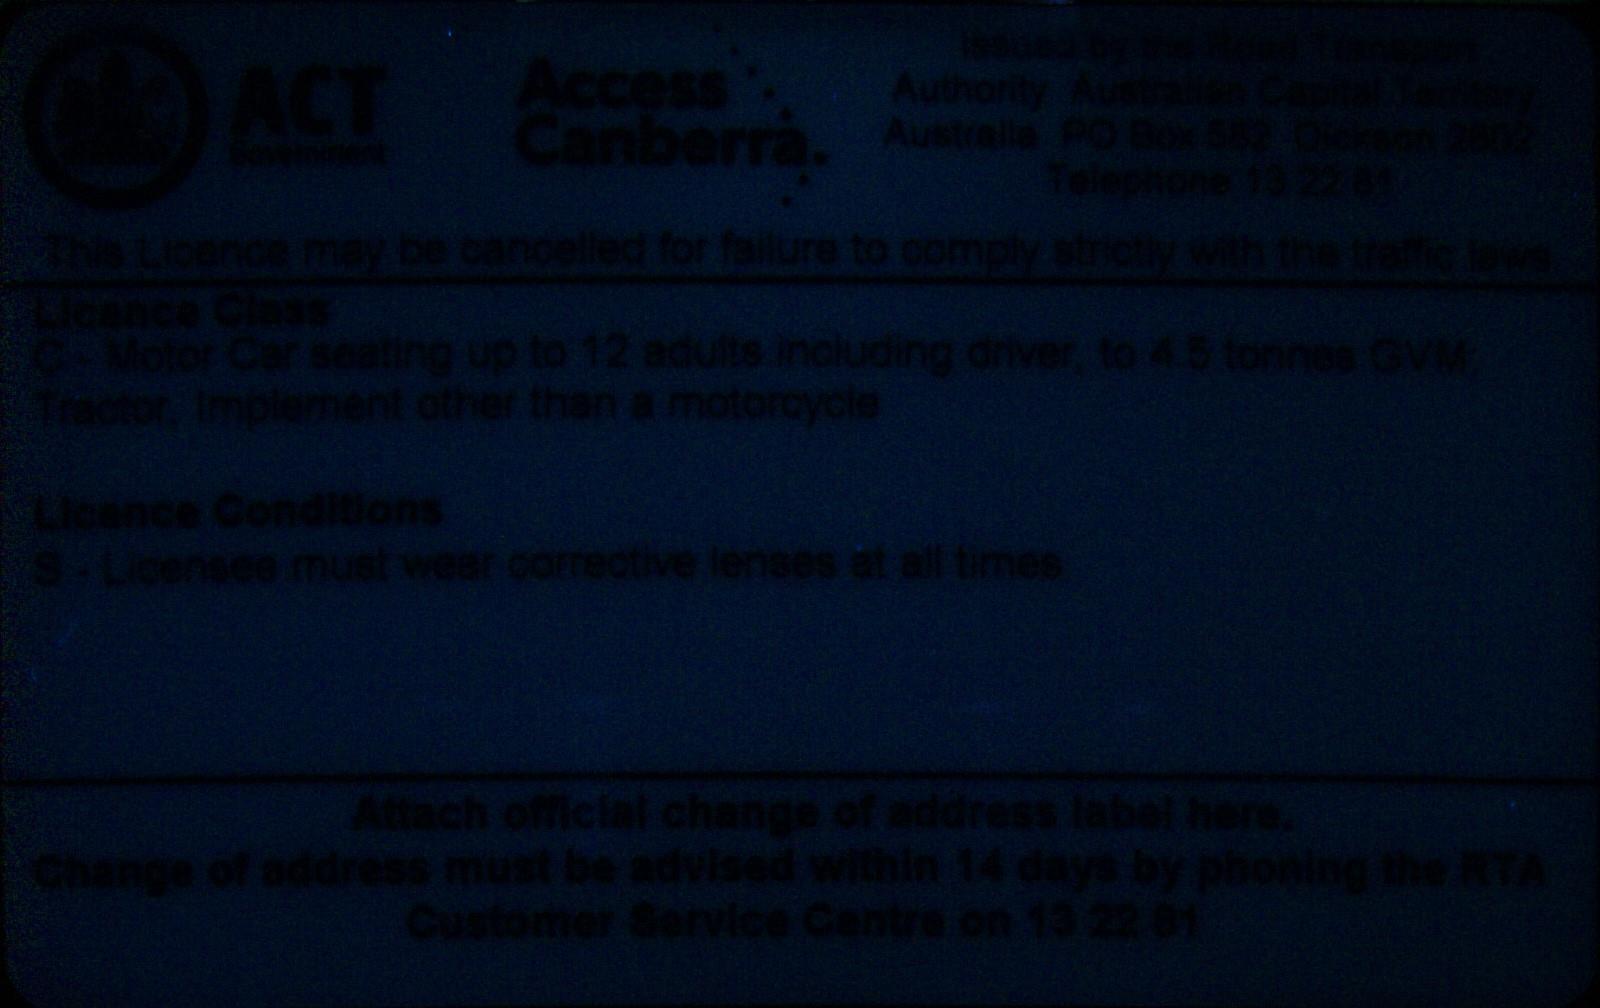 ACT
Government
Access
Canberra.
Issued by the Road Transport
Authority Australian Capital Territory
Australia PO Box 582 Dickson 2602
Telephone 13 22 81
This Licence may be cancelled for failure to comply strictly with the traffic laws
Licence Class
C - Motor Car seating up to 12 adults including driver, to 4.5 tonnes GVM;
Tractor, Implement other than a motorcycle
Licence Conditions
S - Licensee must wear corrective lenses at all times
Attach official change of address label here.
Change of address must be advised within 14 days by phoning the RTA
Customer Service Centre on 13 22 81